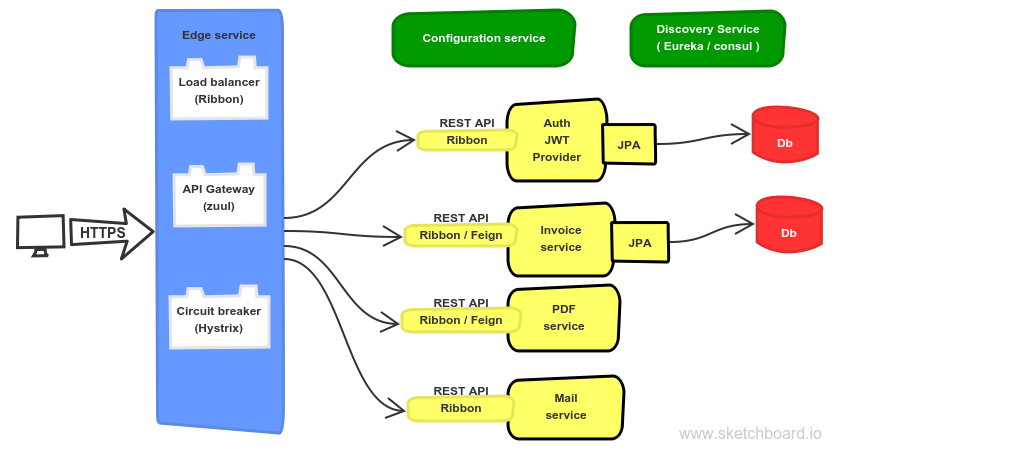 Edge service
Load balancer
(Ribbon)
API Gateway
(zuul)
Circuit breaker
(Hystrix)
HTTPS
Configuration service
Discovery Service
( Eureka / consul )
REST API
Ribbon
Auth
JWT
Provider
JPA
Db
REST API
Ribbon / Feign
Invoice
service
JPA
Db
REST API
Ribbon / Feign
PDF
service
REST API
Ribbon
Mail
service
www.sketchboard.io